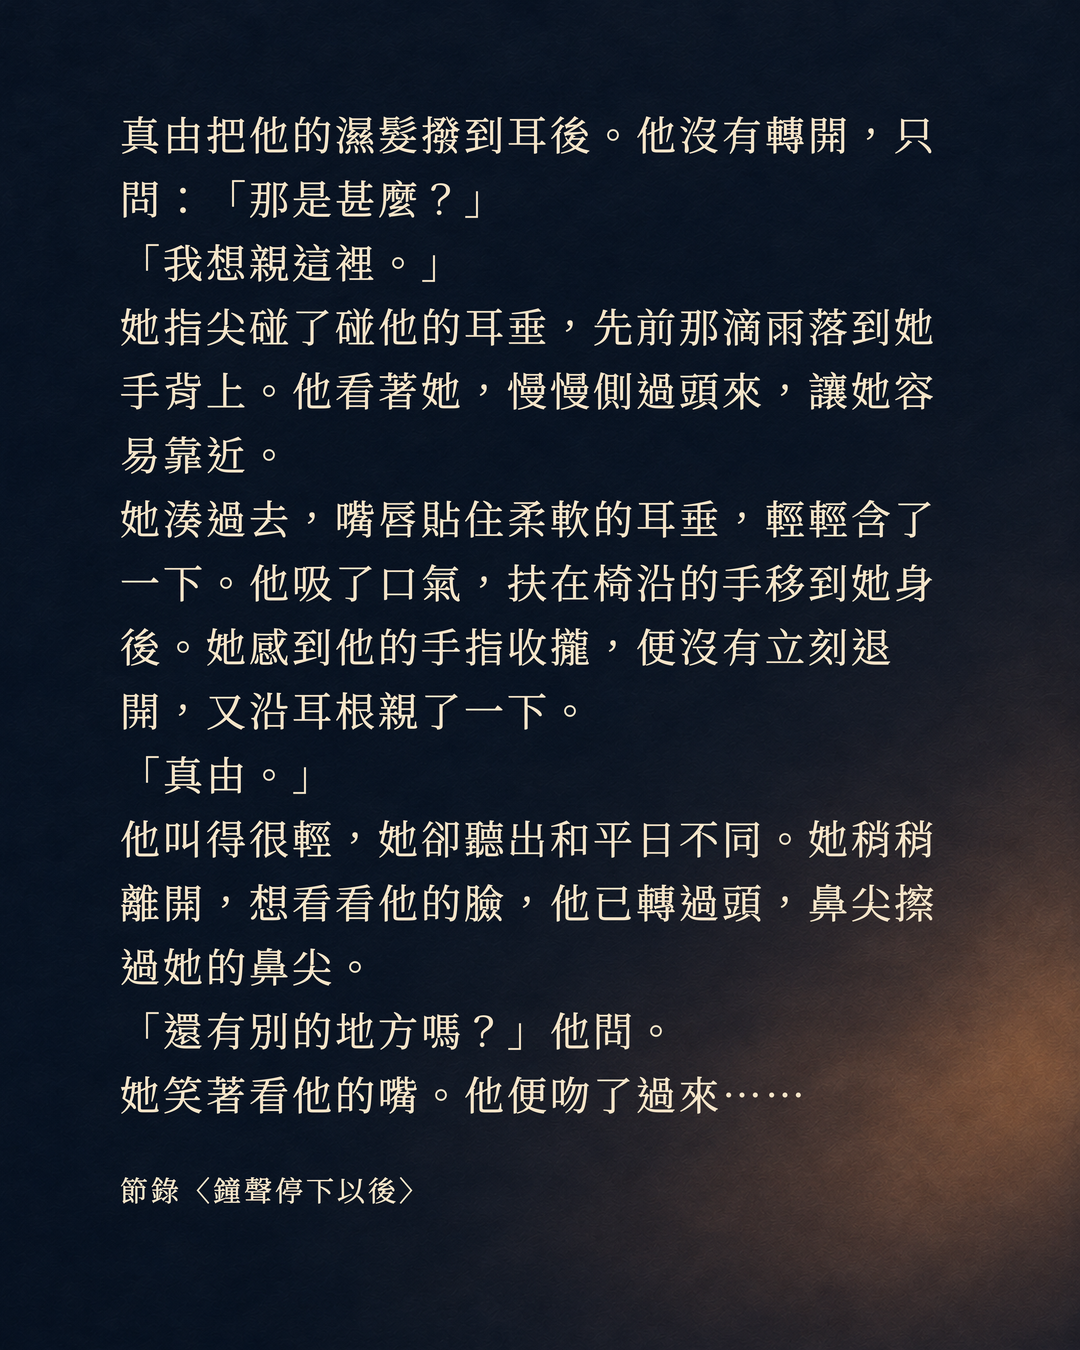 真由把他的濕髮撥到耳後。他沒有轉開，只
問：「那是甚麼？」
「我想親這裡。」
她指尖碰了碰他的耳垂，先前那滴雨落到她
手背上。他看著她，慢慢側過頭來，讓她容
易靠近。
她湊過去，嘴唇貼住柔軟的耳垂，輕輕含了
一下。他吸了口氣，扶在椅沿的手移到她身
後。她感到他的手指收攏，便沒有立刻退
開，又沿耳根親了一下。
「真由。」
他叫得很輕，她卻聽出和平日不同。她稍稍
離開，想看看他的臉，他已轉過頭，鼻尖擦
過她的鼻尖。
「還有別的地方嗎？」他問。
她笑著看他的嘴。他便吻了過來⋯⋯
節錄〈鐘聲停下以後〉